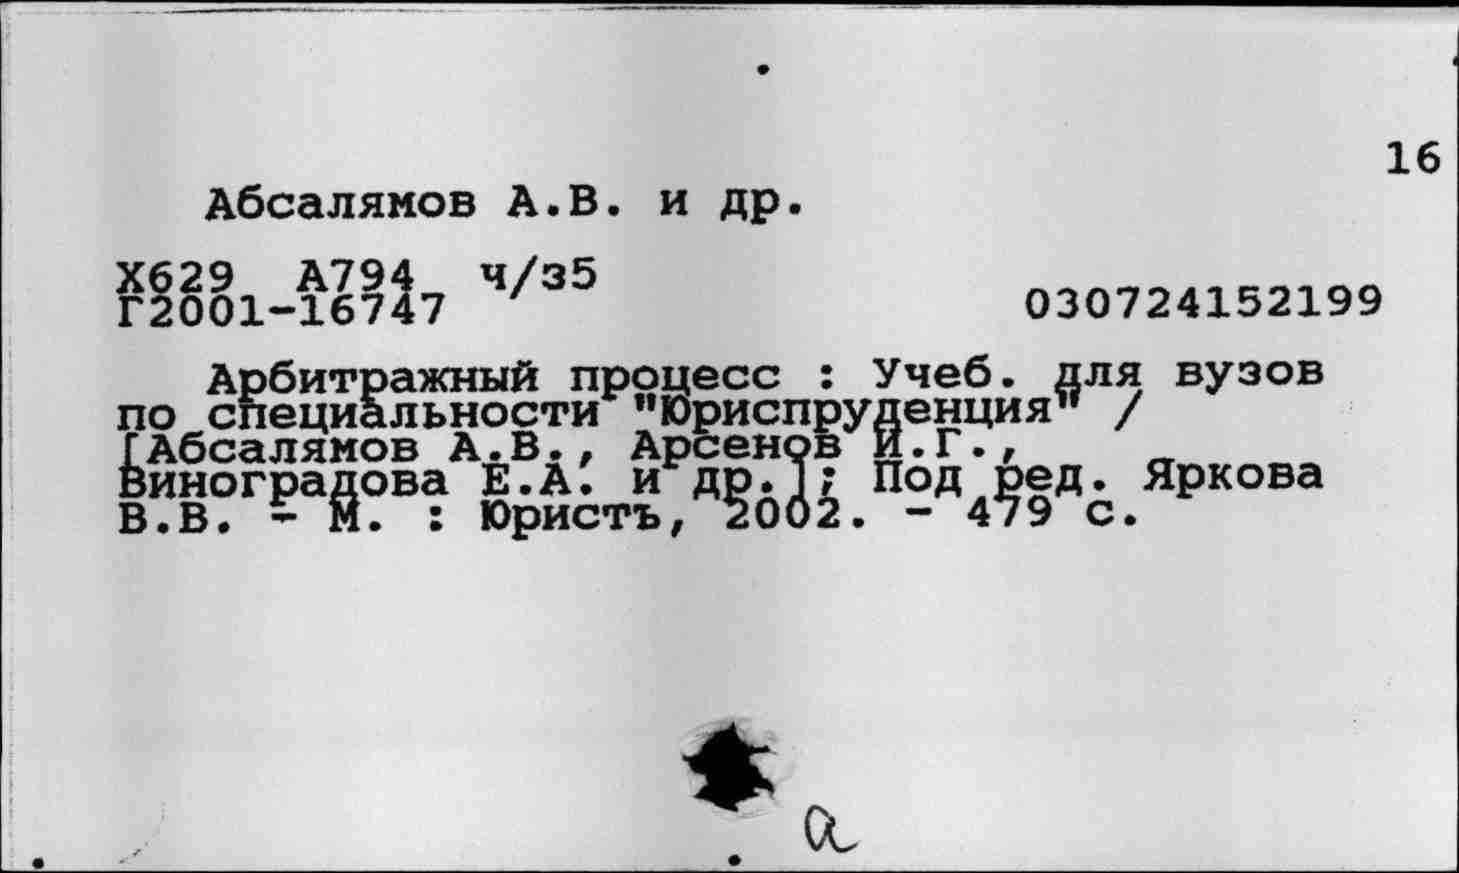 16
Абсалямов А.В. и др.
Х629 А794 ч/з5
Г2001-16747
030724152199
Арбитражный процесс : Учеб. для вузов
по специальности "Юриспруденция" /
[Абсалямов А.В., Арсенов И.Г.,
Виноградова Е.А. и др.]; Под ред. Яркова
В.В. - М. : Юристъ, 2002. - 479 с.
а